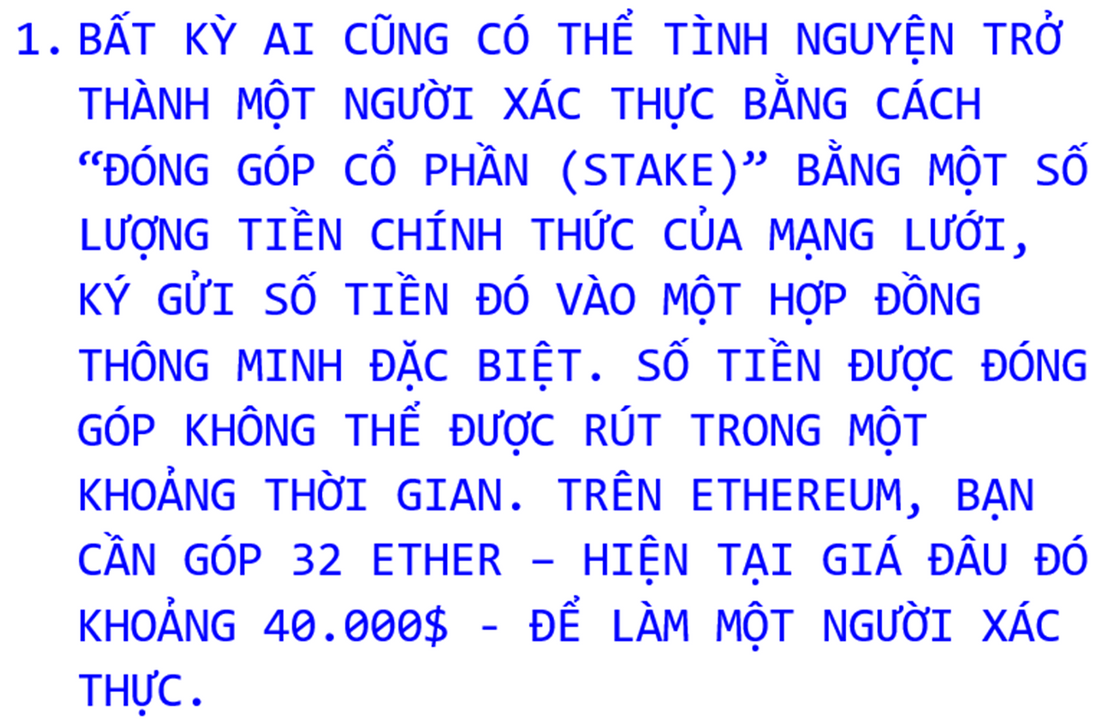 1. BẤT KỲ AI CŨNG CÓ THỂ TÌNH NGUYỆN TRỞ
THÀNH MỘT NGƯỜI XÁC THỰC BẰNG CÁCH
“ĐÓNG GÓP CỔ PHẦN (STAKE)” BẰNG MỘT SỐ
LƯỢNG TIỀN CHÍNH THỨC CỦA MẠNG LƯỚI,
KÝ GỬI SỐ TIỀN ĐÓ VÀO MỘT HỢP ĐỒNG
THÔNG MINH ĐẶC BIỆT. SỐ TIỀN ĐƯỢC ĐÓNG
GÓP KHÔNG THỂ ĐƯỢC RÚT TRONG MỘT
KHOẢNG THỜI GIAN. TRÊN ETHEREUM, BẠN
CẦN GÓP 32 ETHER – HIỆN TẠI GIÁ ĐÂU ĐÓ
KHOẢNG 40.000$ - ĐỂ LÀM MỘT NGƯỜI XÁC
THỰC.